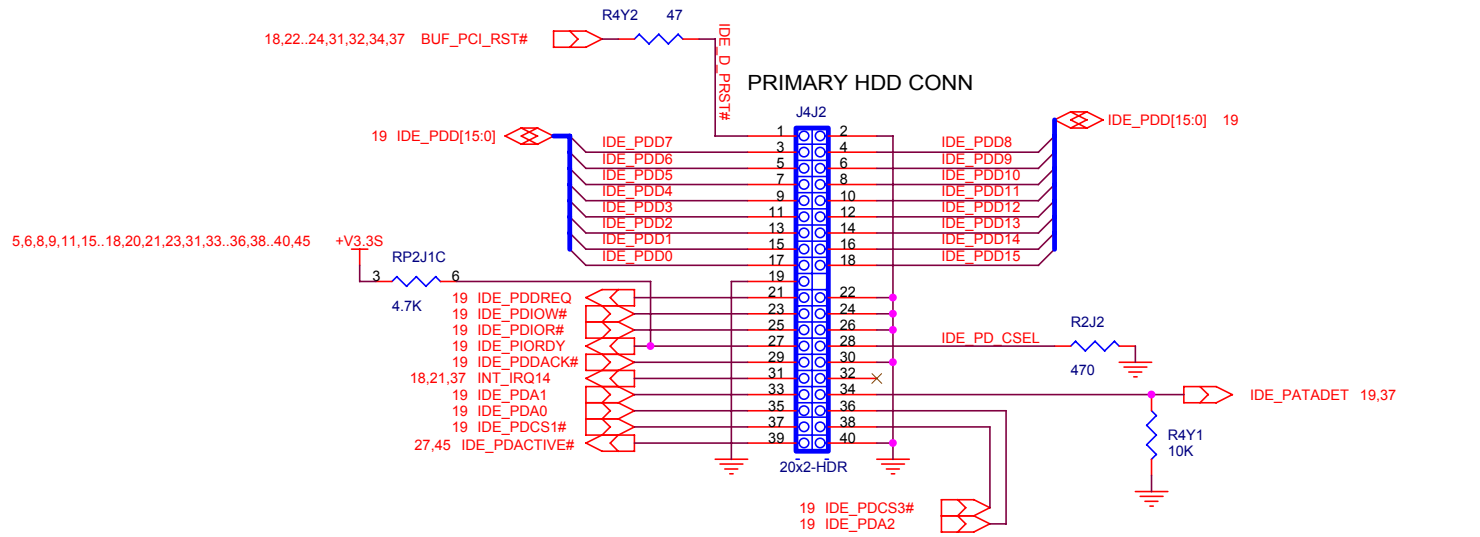 R4Y2 47
18,22..24,31,32,34,37 BUF_PCI_RST#
IDE_D_PRST#
PRIMARY HDD CONN
J4J2
19 IDE_PDD[15:0]
IDE_PDD[15:0] 19
1 2
IDE_PDD7 3 4 IDE_PDD8
IDE_PDD6 5 6 IDE_PDD9
IDE_PDD5 7 8 IDE_PDD10
IDE_PDD4 9 10 IDE_PDD11
IDE_PDD3 11 12 IDE_PDD12
IDE_PDD2 13 14 IDE_PDD13
IDE_PDD1 15 16 IDE_PDD14
IDE_PDD0 17 18 IDE_PDD15
5,6,8,9,11,15..18,20,21,23,31,33..36,38..40,45 +V3.3S
RP2J1C
3 6
4.7K
19
19 IDE_PDDREQ 21 22
19 IDE_PDIOW# 23 24
19 IDE_PDIOR# 25 26
19 IDE_PIORDY 27 28 IDE_PD_CSEL
R2J2
470
19 IDE_PDDACK# 29 30
18,21,37 INT_IRQ14 31 32
19 IDE_PDA1 33 34
IDE_PATADET 19,37
19 IDE_PDA0 35 36
19 IDE_PDCS1# 37 38
27,45 IDE_PDACTIVE# 39 40
R4Y1
10K
20x2-HDR
19 IDE_PDCS3#
19 IDE_PDA2